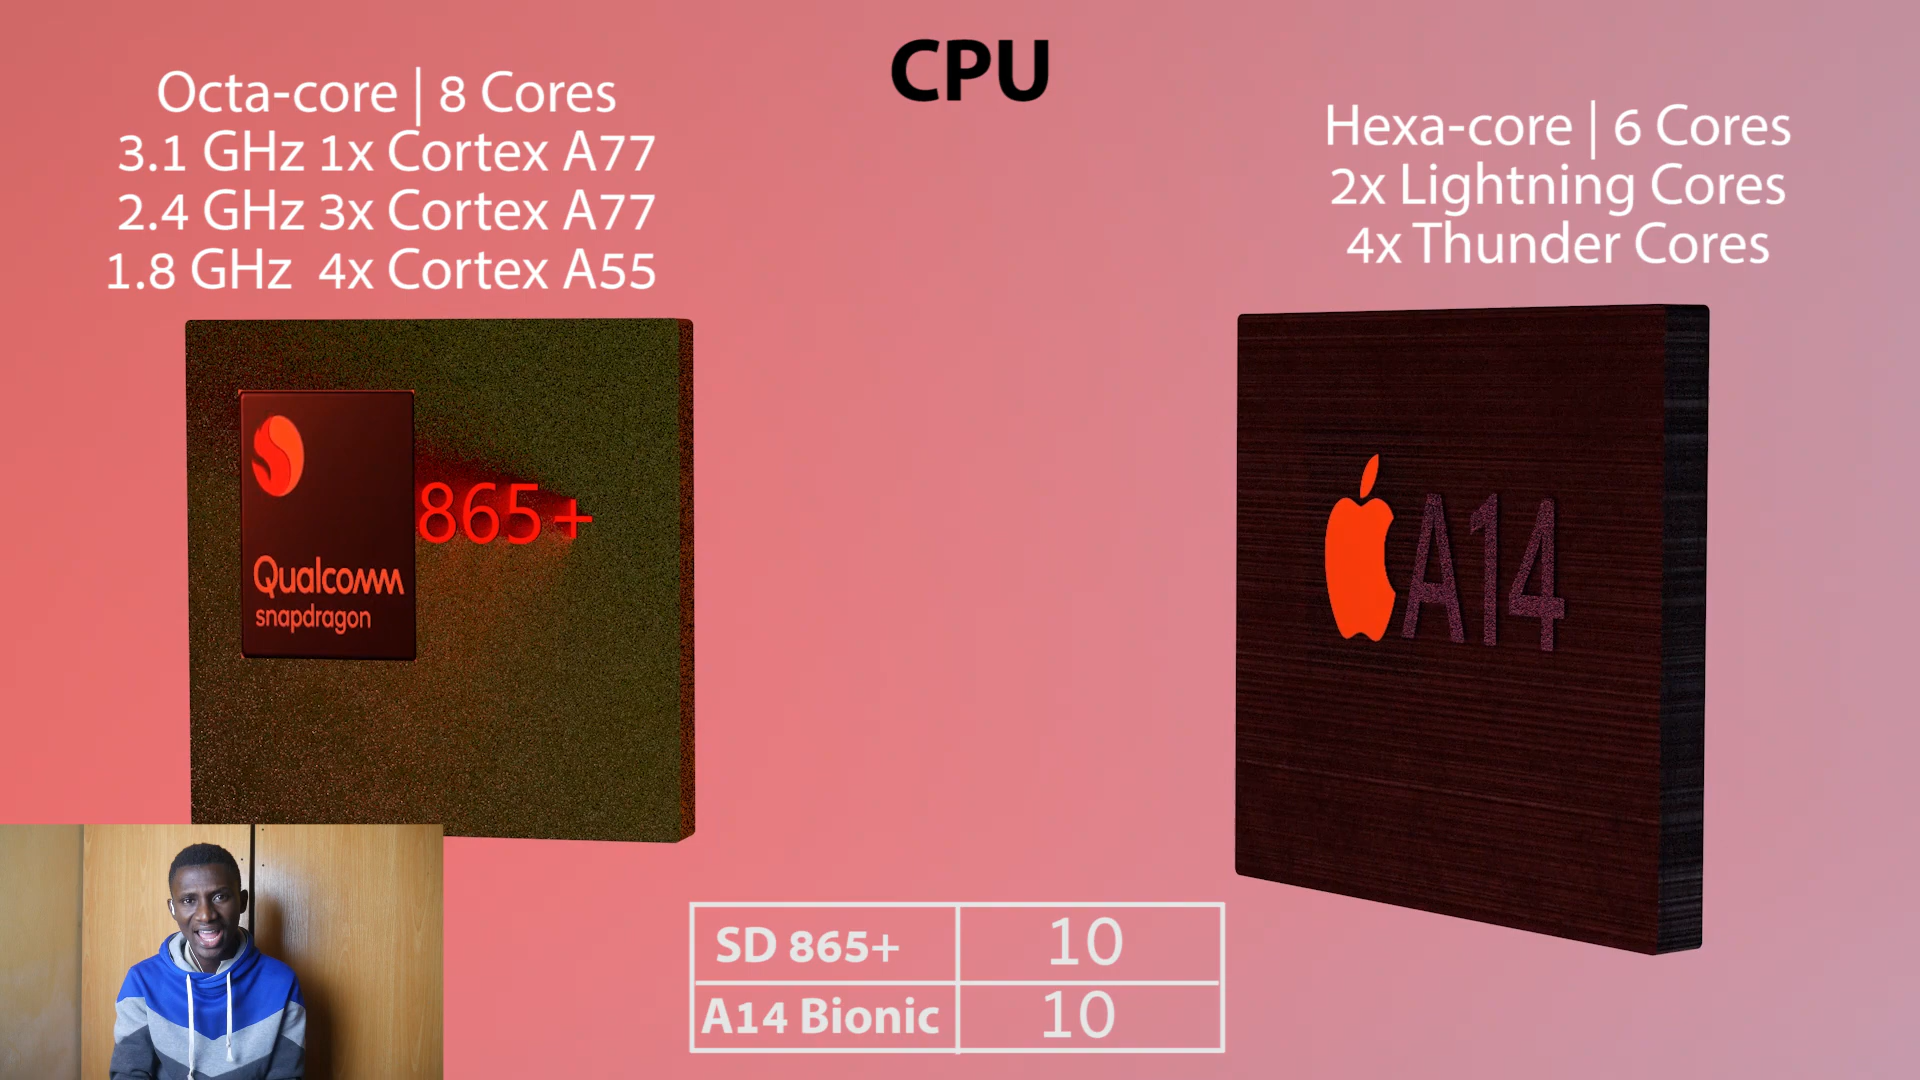 CPU
Octa-core | 8 Cores
3.1 GHz 1x Cortex A77
2.4 GHz 3x Cortex A77
1.8 GHz 4x Cortex A55
Hexa-core | 6 Cores
2x Lightning Cores
4x Thunder Cores
865+
Qualcomm
snapdragon
A14
SD 865+ 10
A14 Bionic 10